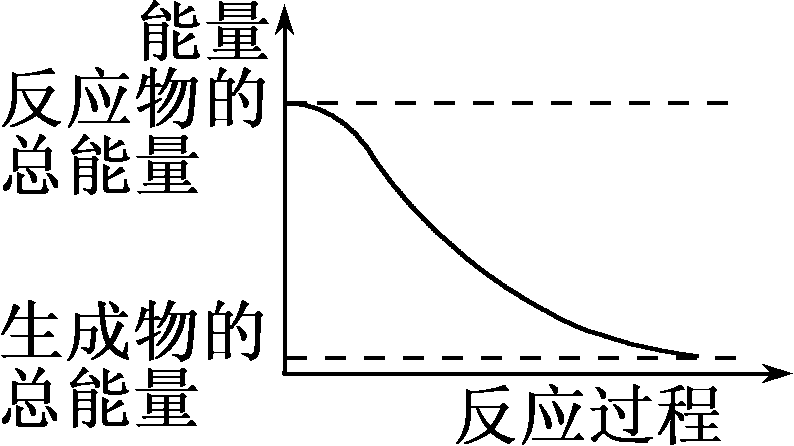 能量
反应物的
总能量
生成物的
总能量
反应过程